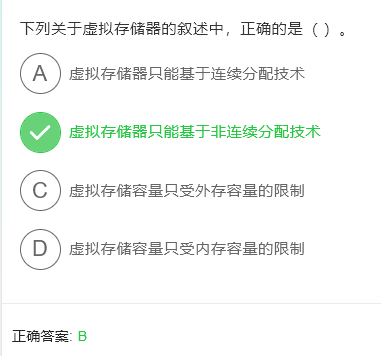 下列关于虚拟存储器的叙述中，正确的是（ ）。
A 虚拟存储器只能基于连续分配技术
虚拟存储器只能基于非连续分配技术
C 虚拟存储容量只受外存容量的限制
D 虚拟存储容量只受内存容量的限制
正确答案: B